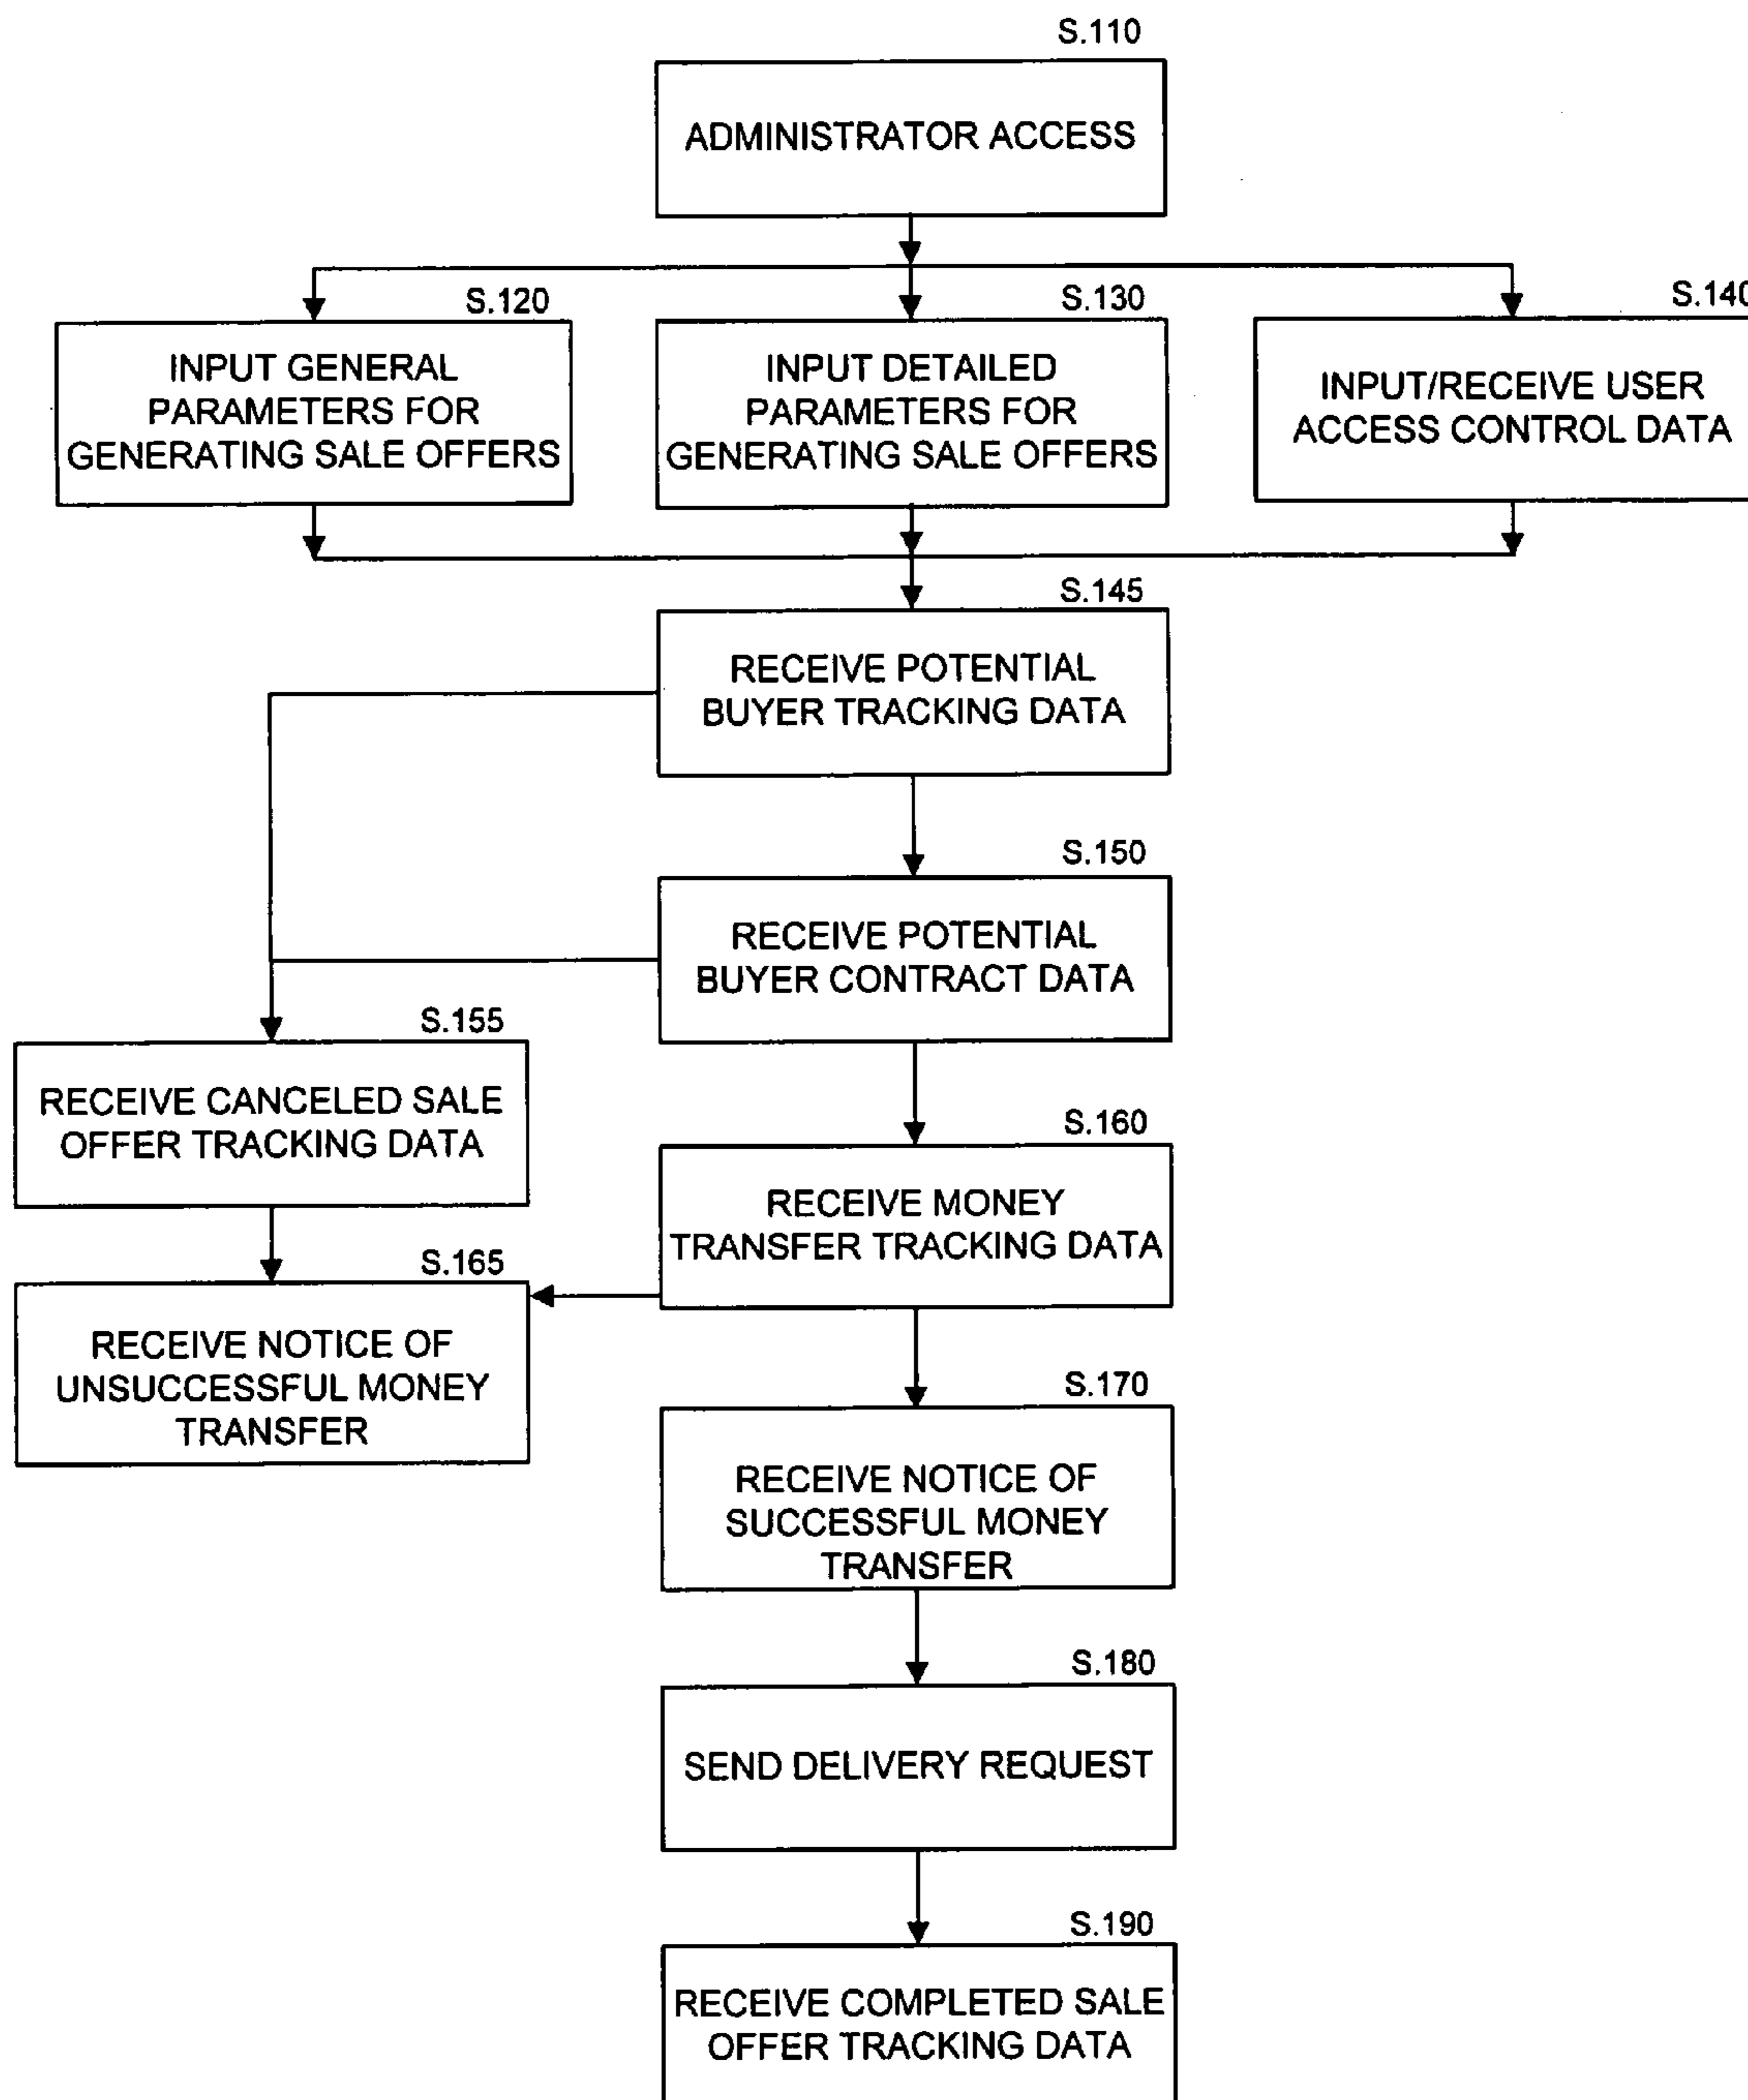 S.110
ADMINISTRATOR ACCESS
S.120
INPUT GENERAL
PARAMETERS FOR
GENERATING SALE OFFERS
S.130
INPUT DETAILED
PARAMETERS FOR
GENERATING SALE OFFERS
S.140
INPUT/RECEIVE USER
ACCESS CONTROL DATA
S.145
RECEIVE POTENTIAL
BUYER TRACKING DATA
S.150
RECEIVE POTENTIAL
BUYER CONTRACT DATA
S.155
RECEIVE CANCELED SALE
OFFER TRACKING DATA
S.160
RECEIVE MONEY
TRANSFER TRACKING DATA
S.165
RECEIVE NOTICE OF
UNSUCCESSFUL MONEY
TRANSFER
S.170
RECEIVE NOTICE OF
SUCCESSFUL MONEY
TRANSFER
S.180
SEND DELIVERY REQUEST
S.190
RECEIVE COMPLETED SALE
OFFER TRACKING DATA